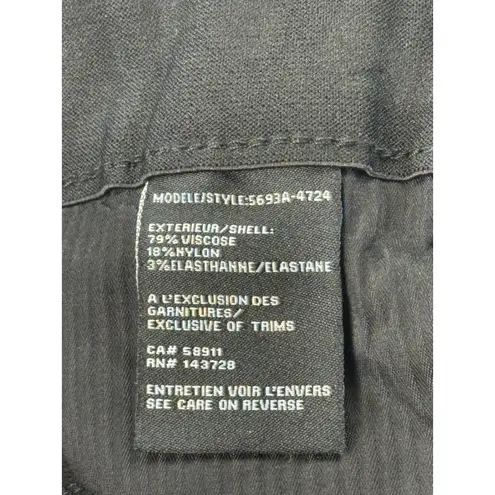 MODELE/STYLE:5693A-4724
EXTERIEUR/SHELL:
79% VISCOSE
18% NYLON
3% ELASTHANNE/ELASTANE
A L'EXCLUSION DES
GARNITURES/
EXCLUSIVE OF TRIMS
CA# 58911
RN# 143728
ENTRETIEN VOIR L'ENVERS
SEE CARE ON REVERSE